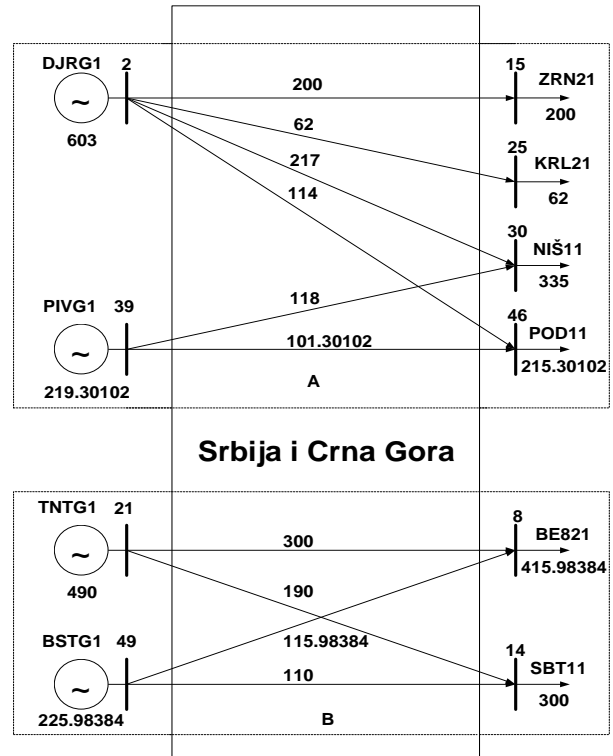 DJRG1 2 15 ZRN21
~ 200
603 200
62 25 KRL21
217 62
114
30 NIŠ11
335
PIVG1 39 118 46 POD11
~ 101.30102
219.30102 215.30102
A
Srbija i Crna Gora
TNTG1 21 8 BE821
~ 300
490 415.98384
190
BSTG1 49 115.98384 14 SBT11
~ 110
225.98384 300
B